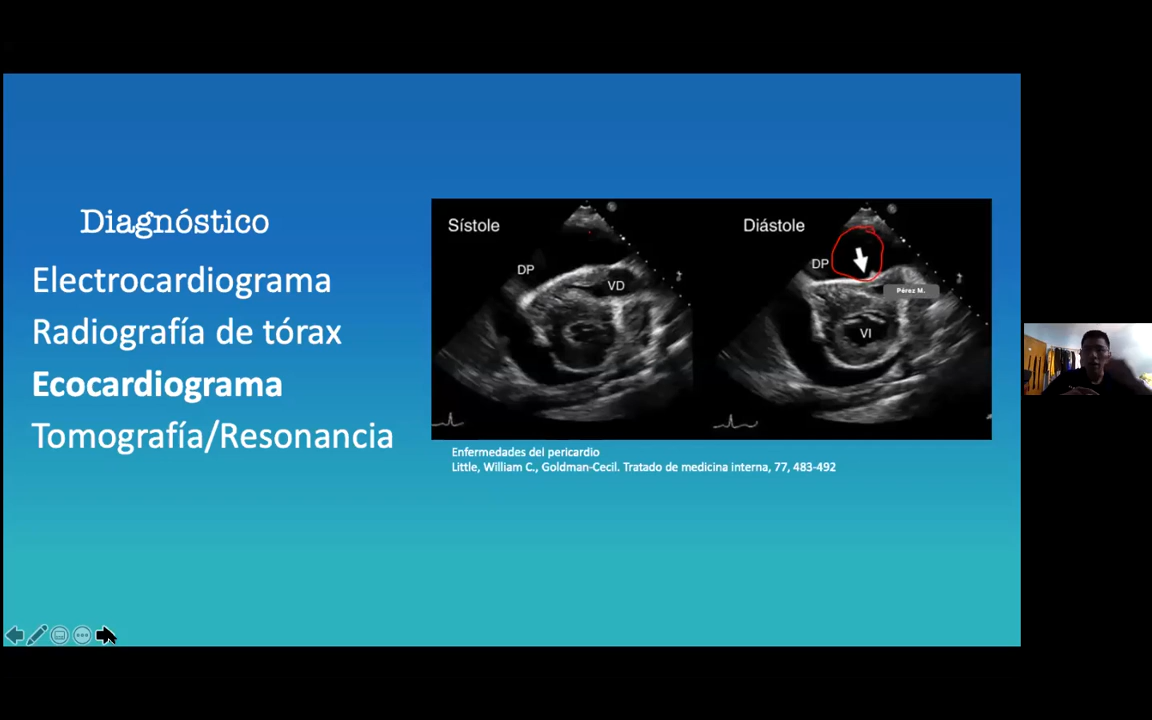 Diagnóstico
Electrocardiograma
Radiografía de tórax
Ecocardiograma
Tomografía/Resonancia
Sístole
DP
VD
Diástole
DP
Pérez M.
VI
Enfermedades del pericardio
Little, William C., Goldman-Cecil. Tratado de medicina interna, 77, 483-492